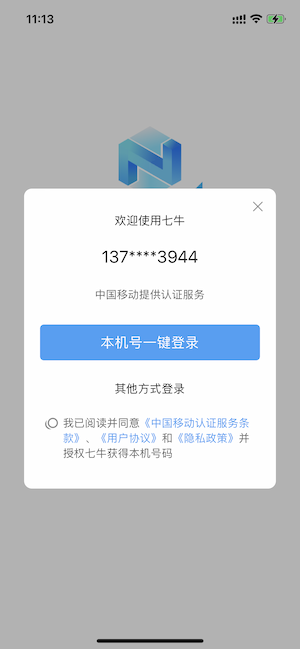 11:13
欢迎使用七牛
137****3944
中国移动提供认证服务
本机号一键登录
其他方式登录
我已阅读并同意《中国移动认证服务条
款》、《用户协议》和《隐私政策》并
授权七牛获得本机号码